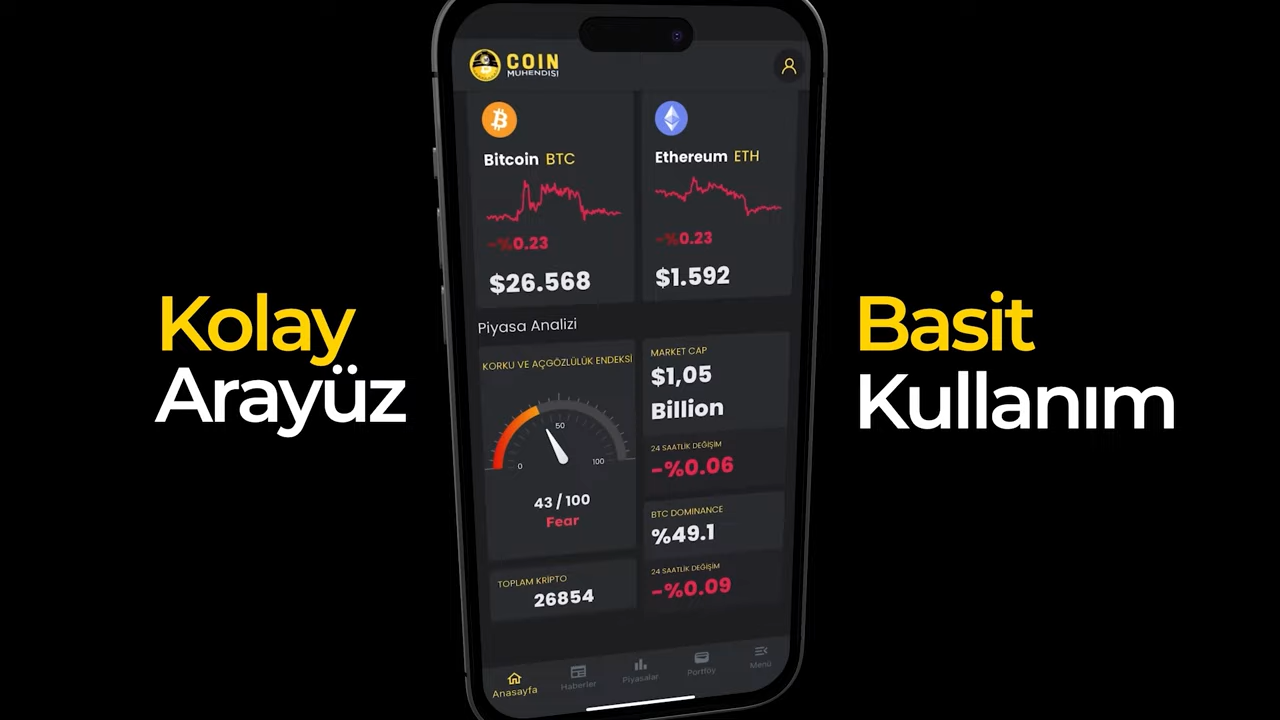 COIN
MUHENDISI
Bitcoin BTC
-%0.23
$26.568
Ethereum ETH
-%0.23
$1.592
Kolay
Arayüz
Basit
Kullanım
Piyasa Analizi
KORKU VE AÇGÖZLÜLÜK ENDEKSİ
0
50
100
43 / 100
Fear
TOPLAM KRİPTO
26854
MARKET CAP
$1,05
Billion
24 SAATLİK DEĞİŞİM
-%0.06
BTC DOMINANCE
%49.1
24 SAATLİK DEĞİŞİM
-%0.09
Anasayfa
Haberler
Piyasalar
Portföy
Menü